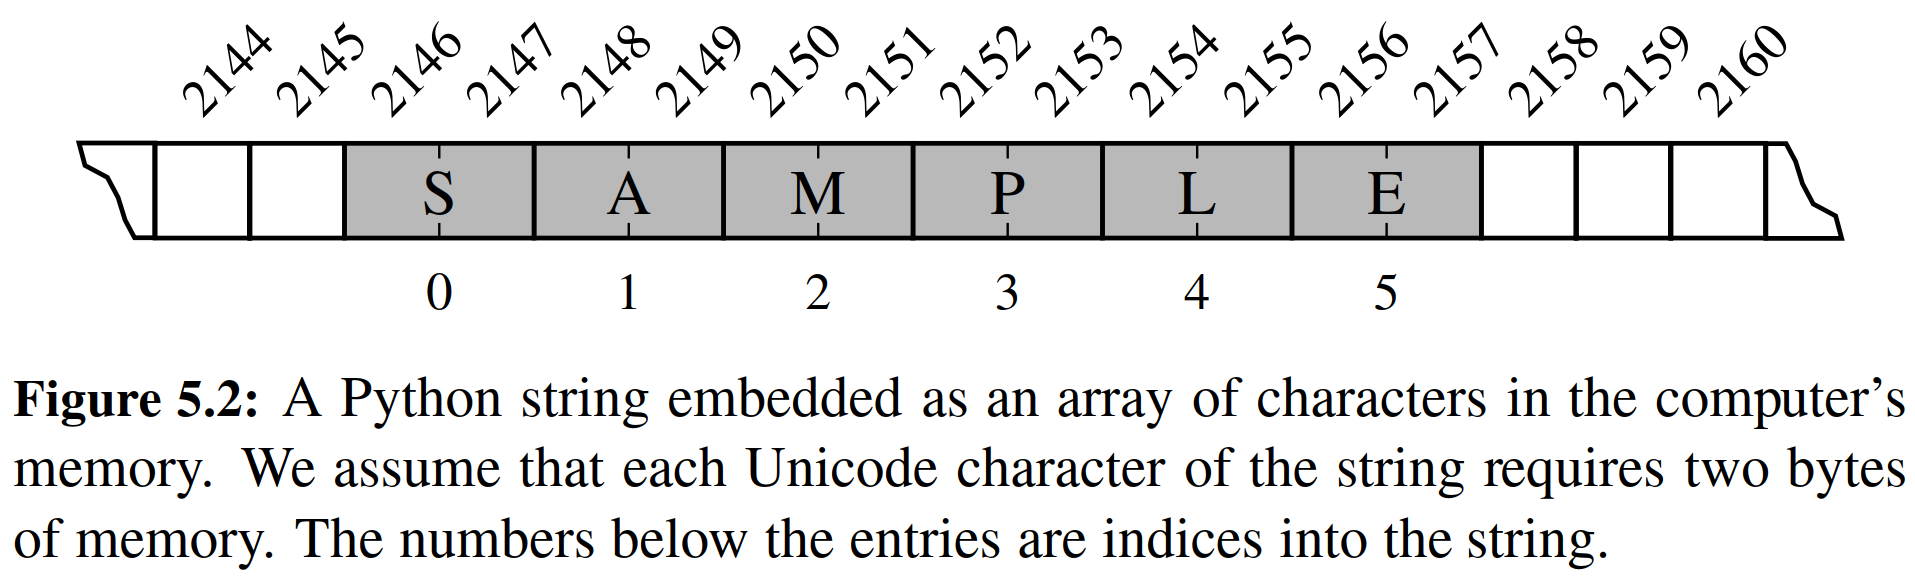 2144 2145 2146 2147 2148 2149 2150 2151 2152 2153 2154 2155 2156 2157 2158 2159 2160
S A M P L E
0 1 2 3 4 5
Figure 5.2: A Python string embedded as an array of characters in the computer's
memory. We assume that each Unicode character of the string requires two bytes
of memory. The numbers below the entries are indices into the string.